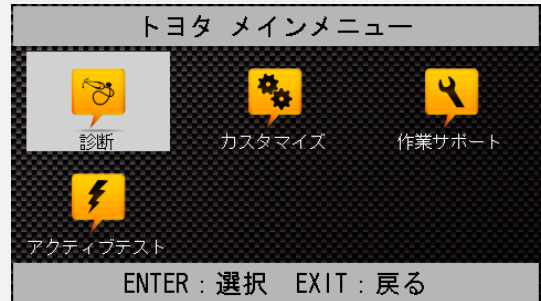 トヨタ メインメニュー
診断
カスタマイズ
作業サポート
アクティブテスト
ENTER：選択 EXIT：戻る